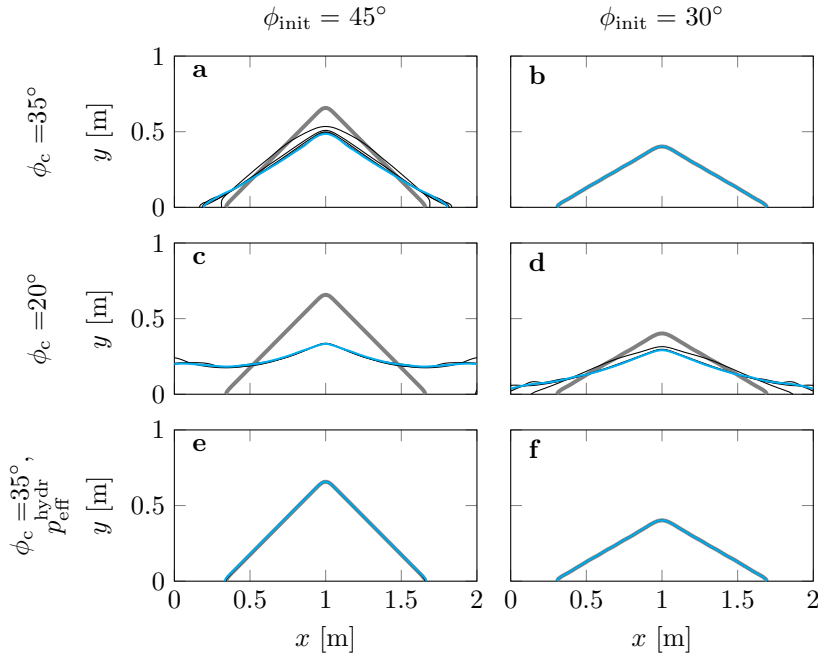 ϕinit = 45° ϕinit = 30°
ϕc =35°
y [m]
1
0.5
0
a
b
ϕc =20°
y [m]
1
0.5
0
c
d
ϕc =35°,
p_eff^hydr
y [m]
1
0.5
0
e
f
0 0.5 1 1.5 2 0.5 1 1.5 2
x [m] x [m]